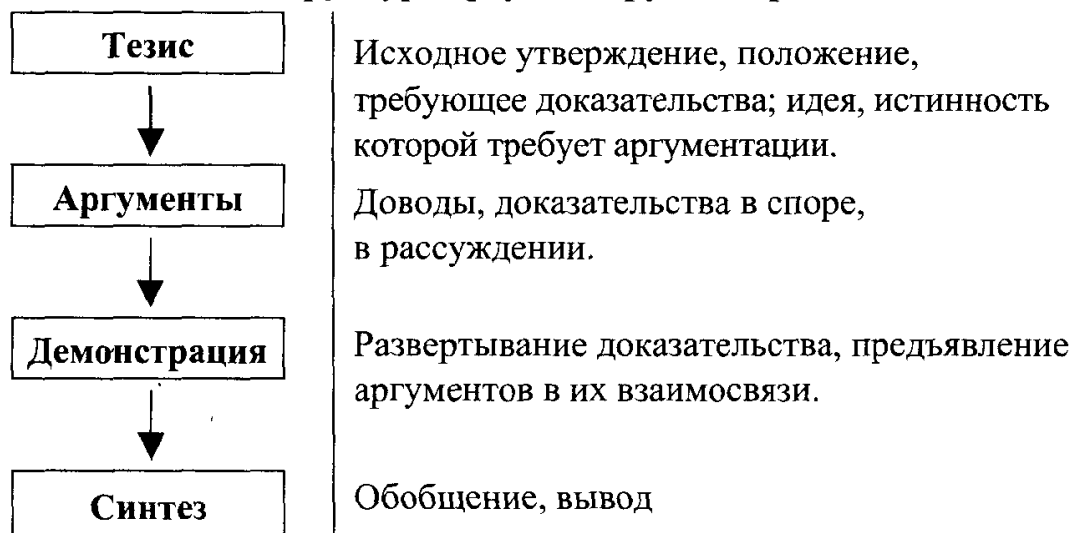 Тезис
Исходное утверждение, положение,
требующее доказательства; идея, истинность
которой требует аргументации.
Аргументы
Доводы, доказательства в споре,
в рассуждении.
Демонстрация
Развертывание доказательства, предъявление
аргументов в их взаимосвязи.
Синтез
Обобщение, вывод